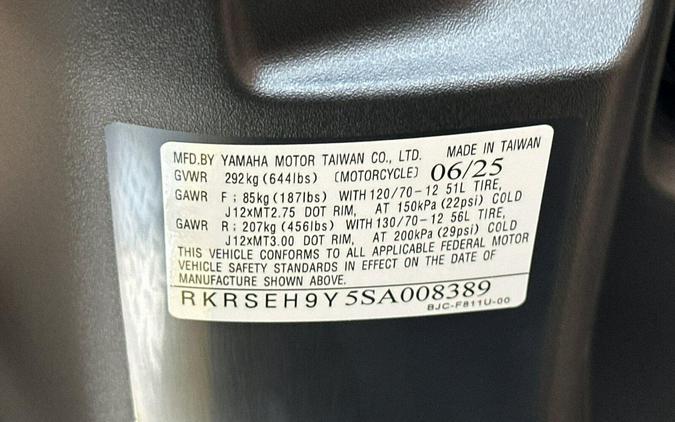 MFD.BY YAMAHA MOTOR TAIWAN CO., LTD. MADE IN TAIWAN
GVWR 292kg (644lbs) (MOTORCYCLE) 06/25
GAWR F ; 85kg (187lbs) WITH 120/70-12 51L TIRE,
J12xMT2.75 DOT RIM, AT 150kPa (22psi) COLD
GAWR R ; 207kg (456lbs) WITH 130/70-12 56L TIRE,
J12xMT3.00 DOT RIM, AT 200kPa (29psi) COLD
THIS VEHICLE CONFORMS TO ALL APPLICABLE FEDERAL MOTOR
VEHICLE SAFETY STANDARDS IN EFFECT ON THE DATE OF
MANUFACTURE SHOWN ABOVE.
RKRSEH9Y5SA008389
BJC-F811U-00